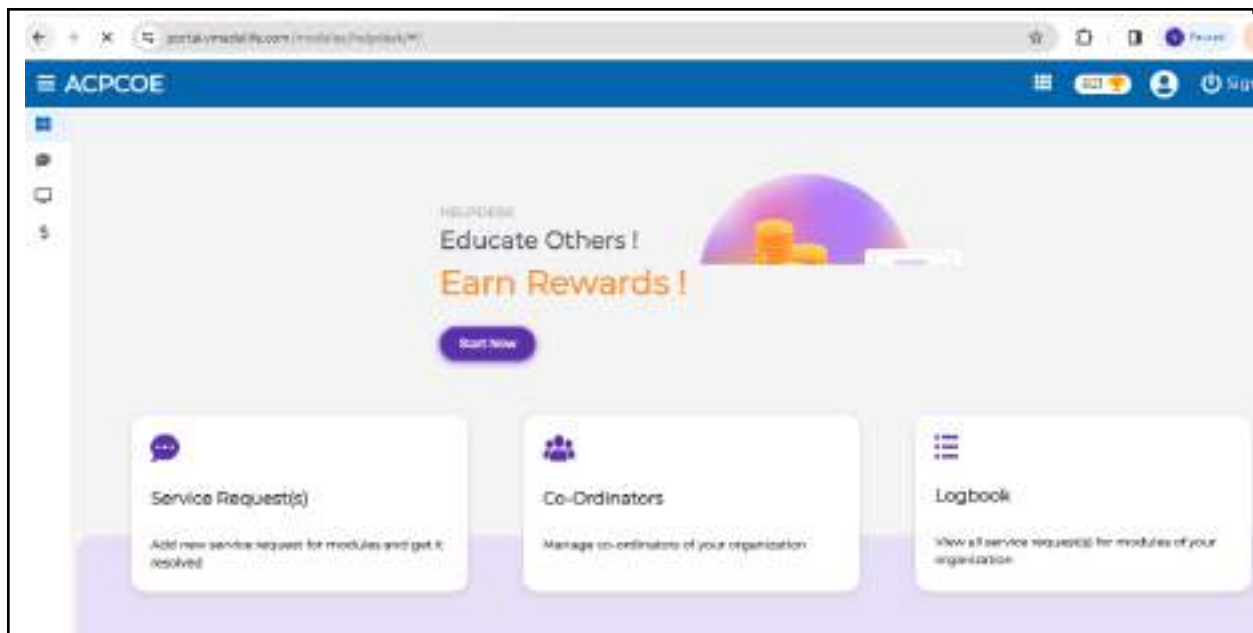 ACPCOE
Sign
HELPDESK
Educate Others !
Earn Rewards !
Start Now
Service Request(s)
Add new service request for modules and get it
resolved
Co-Ordinators
Manage co-ordinators of your organization
Logbook
View all service request(s) for modules of your
organization